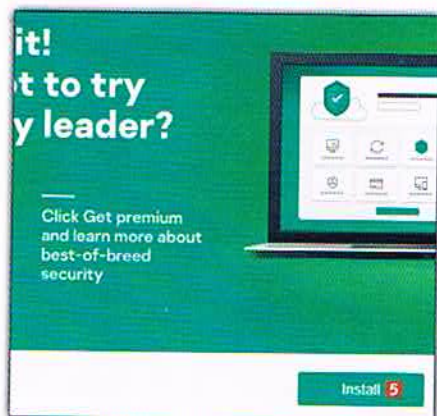 it!
t to try
y leader?
Click Get premium
and learn more about
best-of-breed
security
Install 5